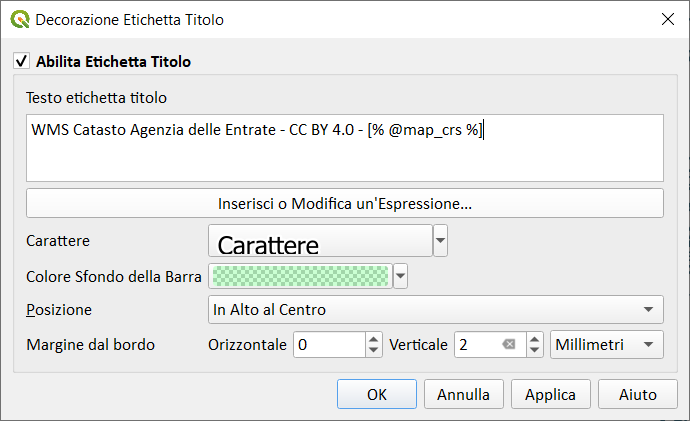 Decorazione Etichetta Titolo
Abilita Etichetta Titolo
Testo etichetta titolo
WMS Catasto Agenzia delle Entrate - CC BY 4.0 - [% @map_crs %]
Inserisci o Modifica un'Espressione...
Carattere Carattere
Colore Sfondo della Barra
Posizione In Alto al Centro
Margine dal bordo Orizzontale 0 Verticale 2 Millimetri
OK Annulla Applica Aiuto